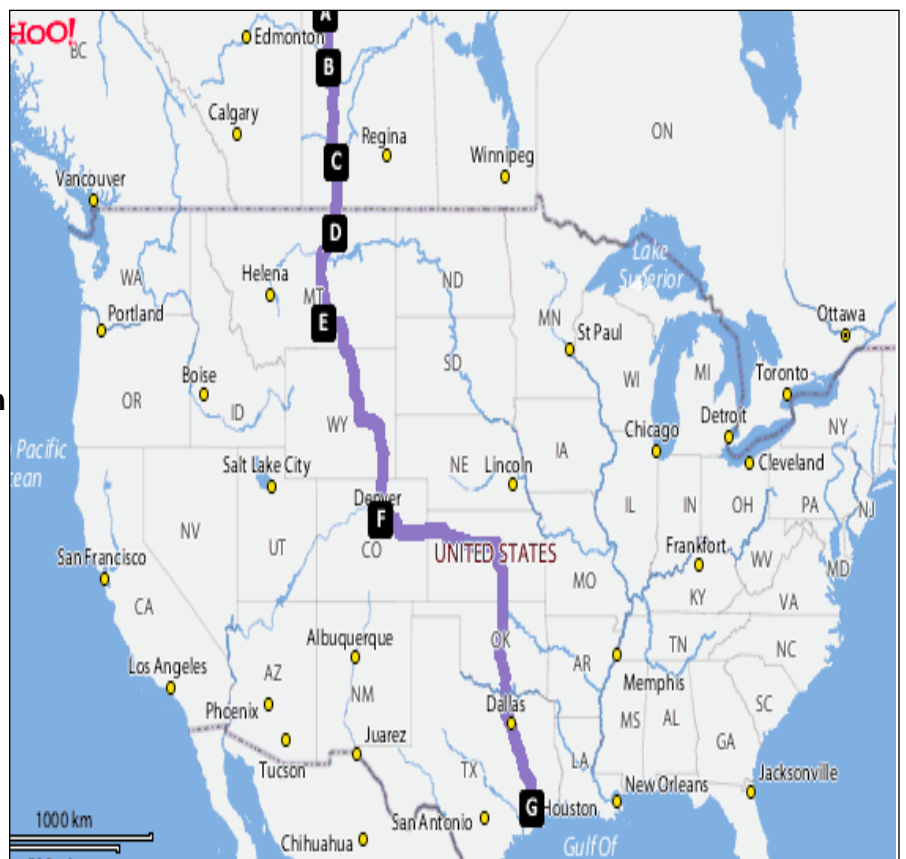 A
HOO!
BC
Edmonton
B
Calgary
ON
Regina
C
Winnipeg
Vancouver
D
Lake
Superior
WA
Helena
ND
MT
Portland
MN
Ottawa
E
St Paul
SD
WI
MI
Toronto
Boise
OR
ID
Detroit
NY
WY
Chicago
Pacific
cean
Salt Lake City
NE
Lincoln
IA
Cleveland
Denver
IL
IN
OH
PA
NJ
F
NV
UT
CO
UNITED STATES
Frankfort
San Francisco
WV
MD
MO
KY
VA
CA
Albuquerque
OK
TN
NC
Los Angeles
AZ
AR
NM
Memphis
Phoenix
Dallas
MS
AL
SC
Juarez
GA
Tucson
TX
LA
Jacksonville
New Orleans
G
Houston
1000 km
San Antonio
Chihuahua
Gulf Of